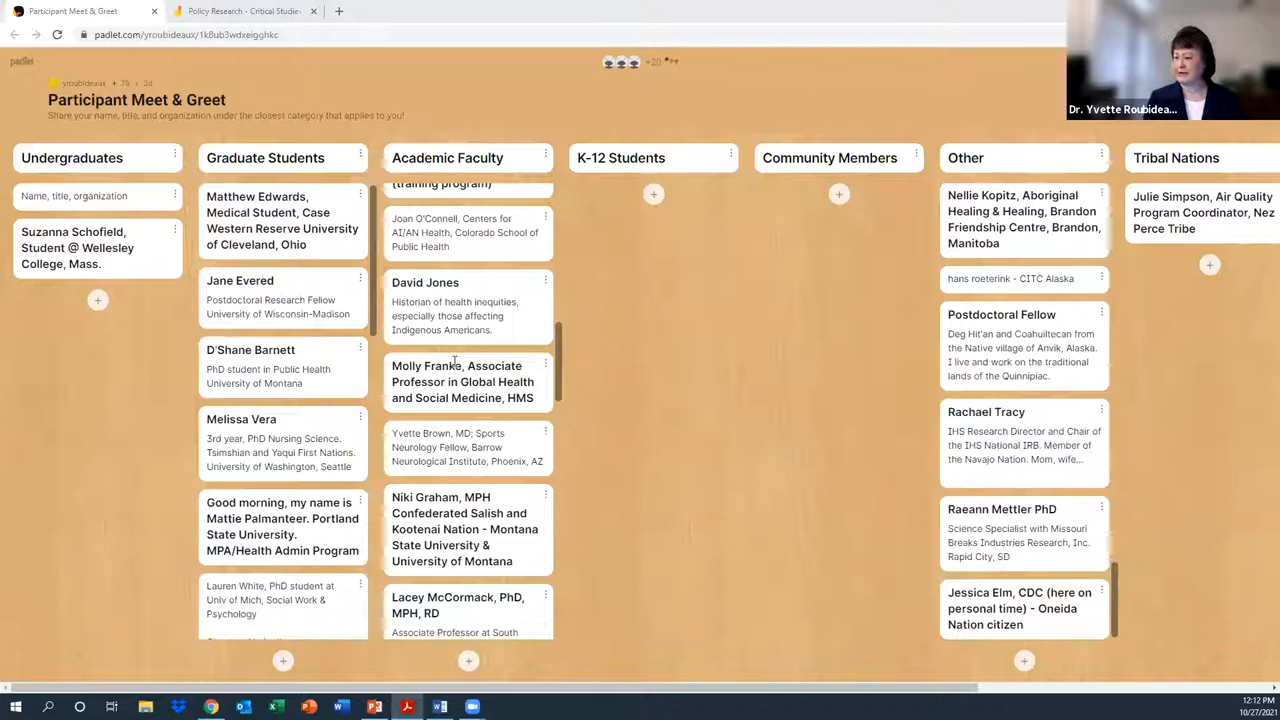 Participant Meet & Greet
Policy Research - Critical Studie
padlet.com/yroubideaux/1k8ub3wdxeigghkc
padlet
+20
yroubideaux + 79 • 2d
Participant Meet & Greet
Share your name, title, and organization under the closest category that applies to you!
Dr. Yvette Roubidea...
Undergraduates
Name, title, organization
Suzanna Schofield,
Student @ Wellesley
College, Mass.
Graduate Students
Matthew Edwards,
Medical Student, Case
Western Reserve University
of Cleveland, Ohio
Jane Evered
Postdoctoral Research Fellow
University of Wisconsin-Madison
D'Shane Barnett
PhD student in Public Health
University of Montana
Melissa Vera
3rd year, PhD Nursing Science.
Tsimshian and Yaqui First Nations.
University of Washington, Seattle
Good morning, my name is
Mattie Palmanteer. Portland
State University.
MPA/Health Admin Program
Lauren White, PhD student at
Univ of Mich, Social Work &
Psychology
Academic Faculty
(training program)
Joan O'Connell, Centers for
AI/AN Health, Colorado School of
Public Health
David Jones
Historian of health inequities,
especially those affecting
Indigenous Americans.
Molly Franke, Associate
Professor in Global Health
and Social Medicine, HMS
Yvette Brown, MD; Sports
Neurology Fellow, Barrow
Neurological Institute, Phoenix, AZ
Niki Graham, MPH
Confederated Salish and
Kootenai Nation - Montana
State University &
University of Montana
Lacey McCormack, PhD,
MPH, RD
Associate Professor at South
K-12 Students
Community Members
Other
Nellie Kopitz, Aboriginal
Healing & Healing, Brandon
Friendship Centre, Brandon,
Manitoba
hans roeterink - CITC Alaska
Postdoctoral Fellow
Deg Hit'an and Coahuiltecan from
the Native village of Anvik, Alaska.
I live and work on the traditional
lands of the Quinnipiac.
Rachael Tracy
IHS Research Director and Chair of
the IHS National IRB. Member of
the Navajo Nation. Mom, wife...
Raeann Mettler PhD
Science Specialist with Missouri
Breaks Industries Research, Inc.
Rapid City, SD
Jessica Elm, CDC (here on
personal time) - Oneida
Nation citizen
Tribal Nations
Julie Simpson, Air Quality
Program Coordinator, Nez
Perce Tribe
12:12 PM
10/27/2021